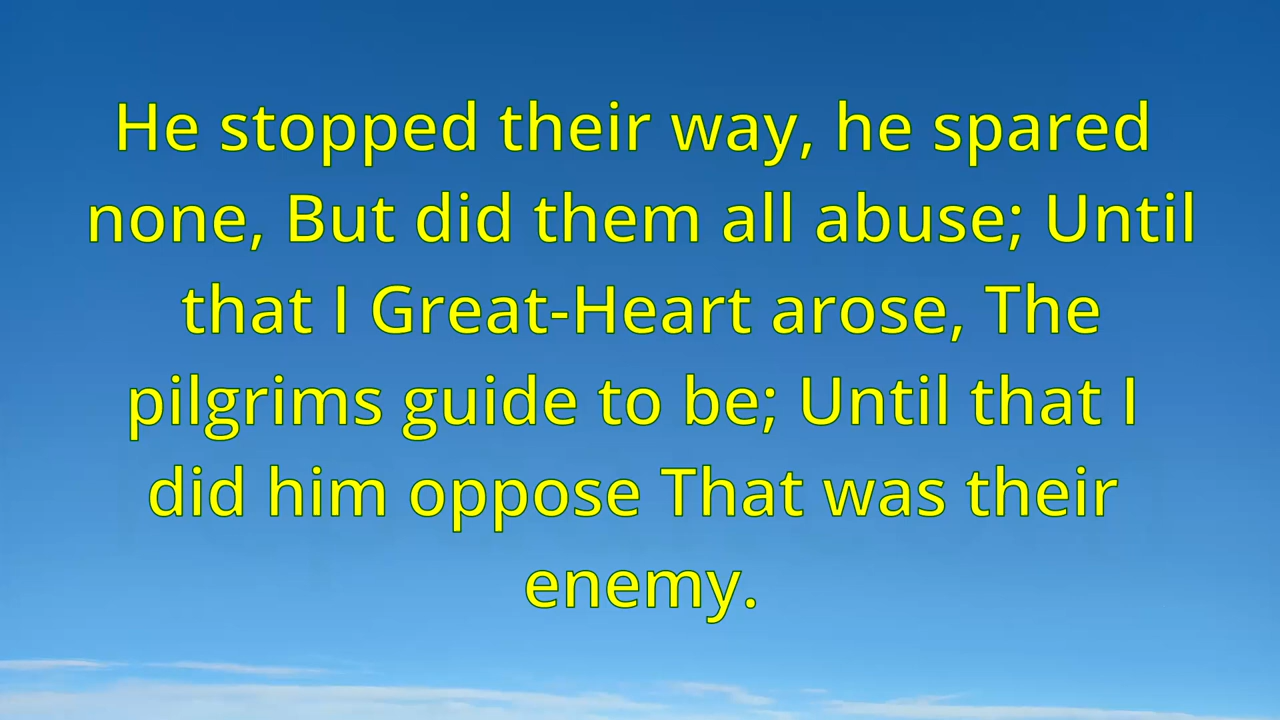 He stopped their way, he spared
none, But did them all abuse; Until
that I Great-Heart arose, The
pilgrims guide to be; Until that I
did him oppose That was their
enemy.